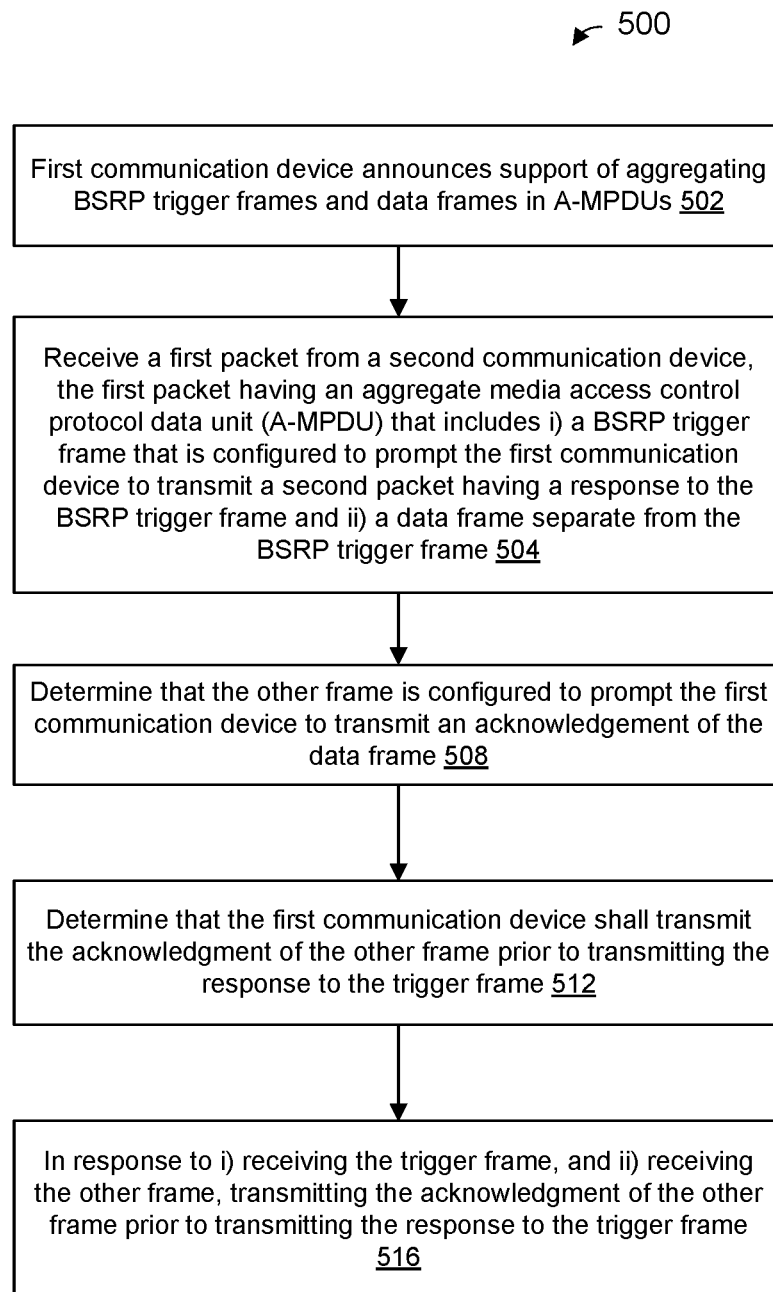 500
First communication device announces support of aggregating
BSRP trigger frames and data frames in A-MPDUs 502
Receive a first packet from a second communication device,
the first packet having an aggregate media access control
protocol data unit (A-MPDU) that includes i) a BSRP trigger
frame that is configured to prompt the first communication
device to transmit a second packet having a response to the
BSRP trigger frame and ii) a data frame separate from the
BSRP trigger frame 504
Determine that the other frame is configured to prompt the first
communication device to transmit an acknowledgement of the
data frame 508
Determine that the first communication device shall transmit
the acknowledgment of the other frame prior to transmitting the
response to the trigger frame 512
In response to i) receiving the trigger frame, and ii) receiving
the other frame, transmitting the acknowledgment of the other
frame prior to transmitting the response to the trigger frame
516